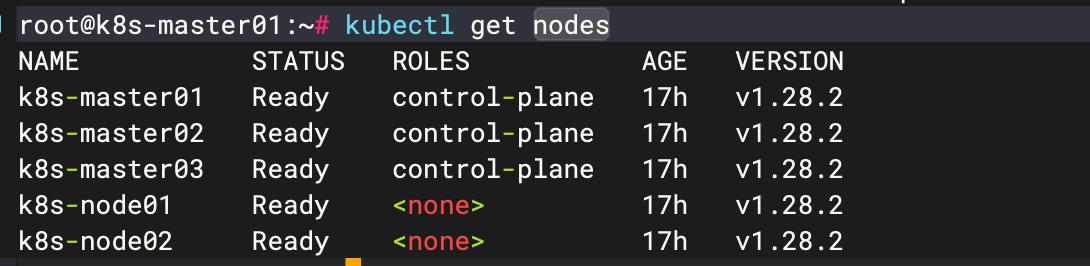 root@k8s-master01:~# kubectl get nodes
NAME STATUS ROLES AGE VERSION
k8s-master01 Ready control-plane 17h v1.28.2
k8s-master02 Ready control-plane 17h v1.28.2
k8s-master03 Ready control-plane 17h v1.28.2
k8s-node01 Ready <none> 17h v1.28.2
k8s-node02 Ready <none> 17h v1.28.2